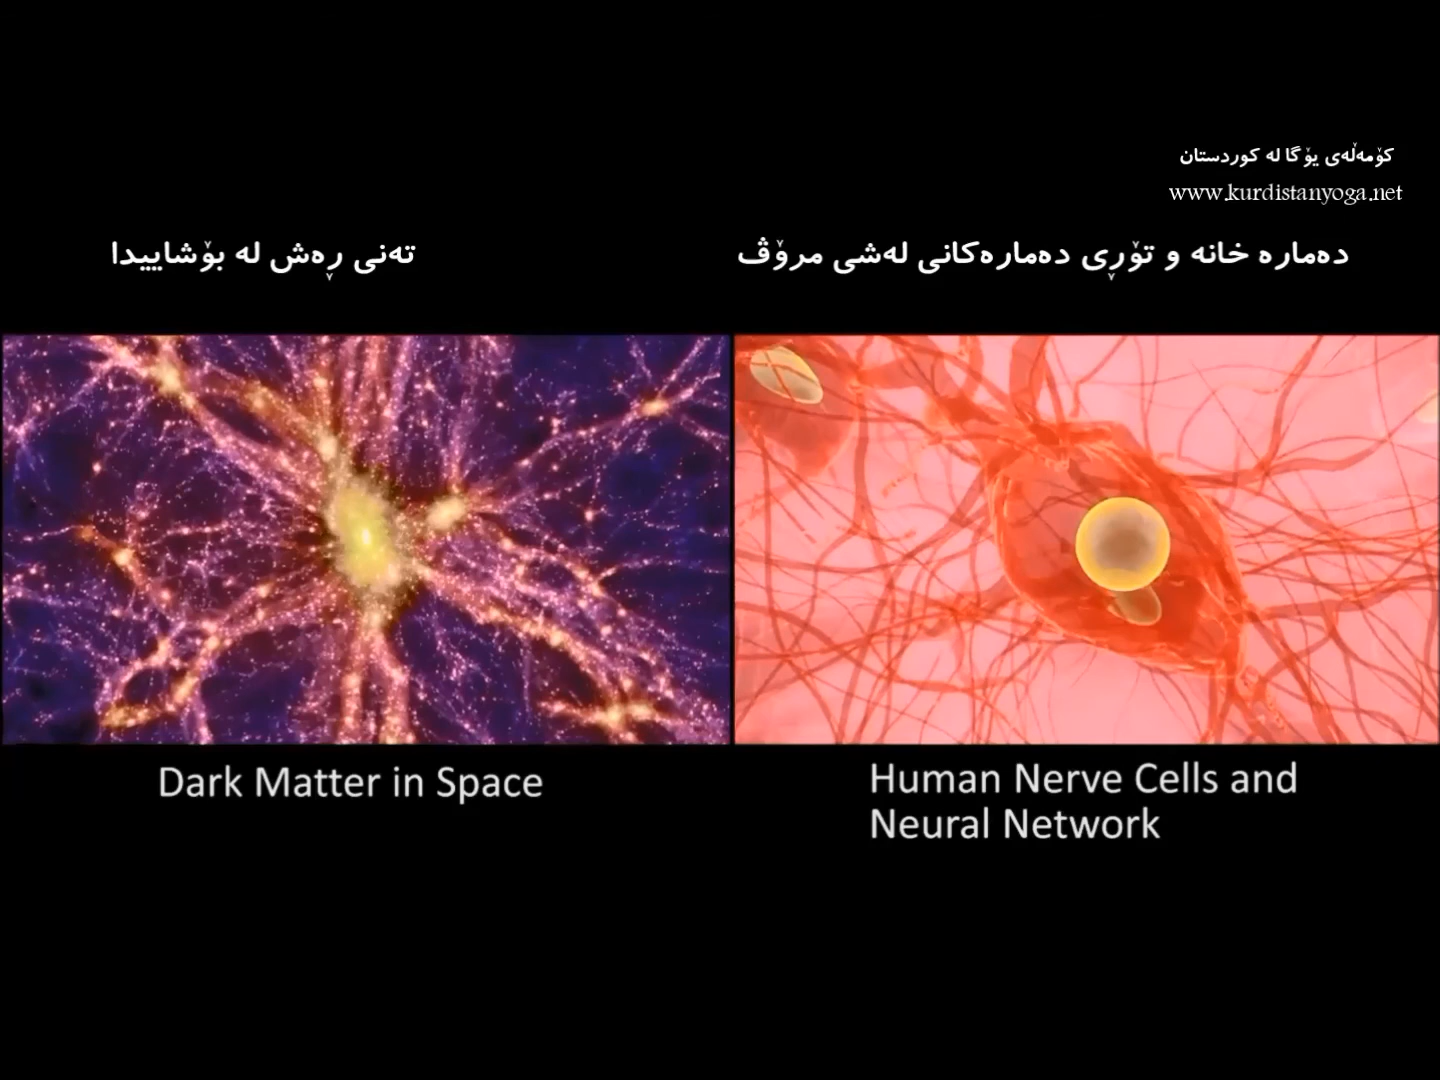 کۆمەڵەی یۆگا لە کوردستان
www.kurdistanyoga.net
تەنی ڕەش لە بۆشاییدا
دەمارە خانە و تۆڕی دەمارەکانی لەشی مرۆڤ
Dark Matter in Space
Human Nerve Cells and
Neural Network